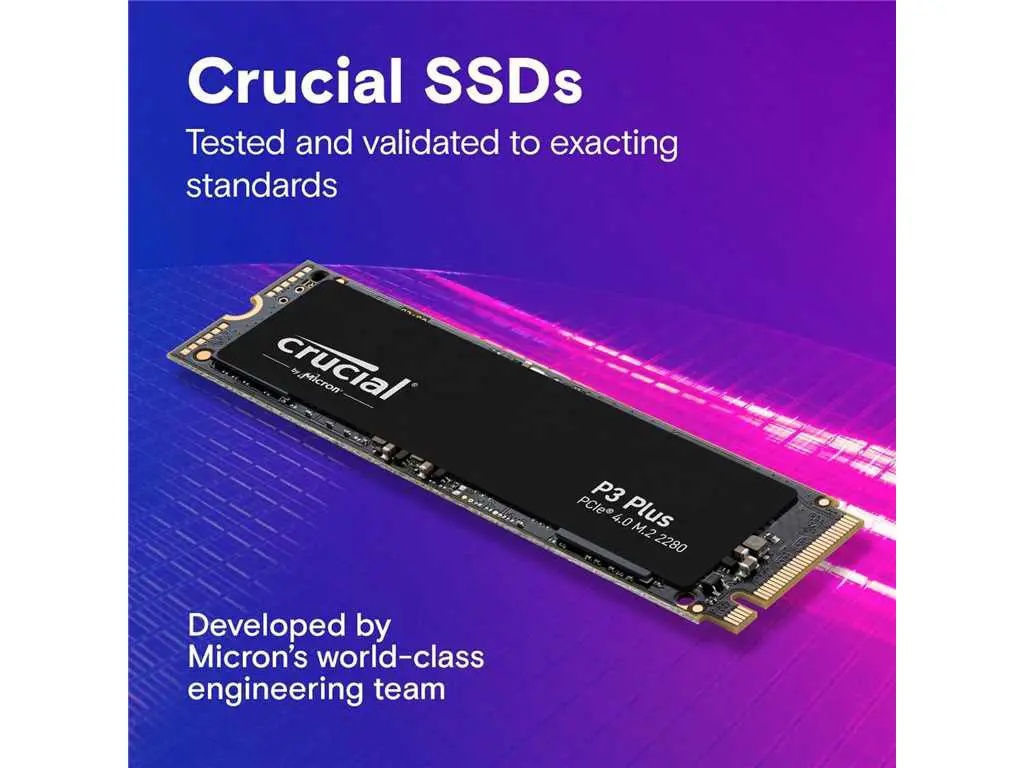 Crucial SSDs
Tested and validated to exacting
standards
crucial®
by Micron®
P3 Plus
PCIe® 4.0 M.2 2280
Developed by
Micron's world-class
engineering team